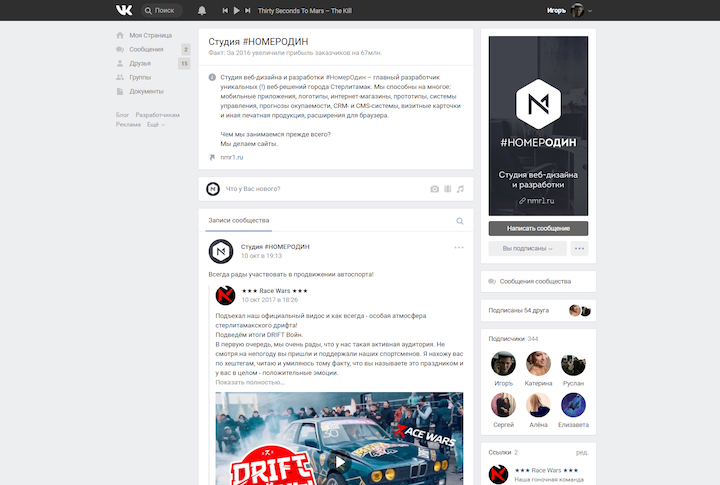 Поиск
Thirty Seconds To Mars – The Kill
Игорь
Моя Страница
Сообщения 2
Друзья 15
Группы
Документы
Блог Разработчикам
Реклама Ещё
Студия #НОМЕРОДИН
Факт: За 2016 увеличили прибыль заказчиков на 67млн.
Студия веб-дизайна и разработки #НомерОдин – главный разработчик
уникальных (!) веб-решений города Стерлитамак. Мы способны на многое:
мобильные приложения, логотипы, интернет-магазины, прототипы, системы
управления, прогнозы окупаемости, CRM- и CMS-системы, визитные карточки
и иная печатная продукция, расширения для браузера.
Чем мы занимаемся прежде всего?
Мы делаем сайты.
nmr1.ru
Что у Вас нового?
Записи сообщества
Студия #НОМЕРОДИН
10 окт в 19:13
Всегда рады участвовать в продвижении автоспорта!
★★★ Race Wars ★★★
10 окт 2017 в 18:26
Подъехал наш официальный видос и как всегда - особая атмосфера
стерлитамакского дрифта!
Подведём итоги DRIFT Войн.
В первую очередь, мы очень рады, что у нас такая активная аудитория. Не
смотря на непогоду вы пришли и поддержали наших спортсменов. Я нахожу вас
по хештегам, читаю и умиляюсь тому факту, что вы называете это праздником и
у вас в целом - положительные эмоции.
Показать полностью...
RACE WARS
DRIFT
#НОМЕРОДИН
Студия веб-дизайна
и разработки
nmr1.ru
Написать сообщение
Вы подписаны
Сообщения сообщества
Подписаны 54 друга
Подписчики 344
Игорь Катерина Руслан
Сергей Алёна Елизавета
Ссылки 2 ред.
★★★ Race Wars ★★★
Наша гоночная команда